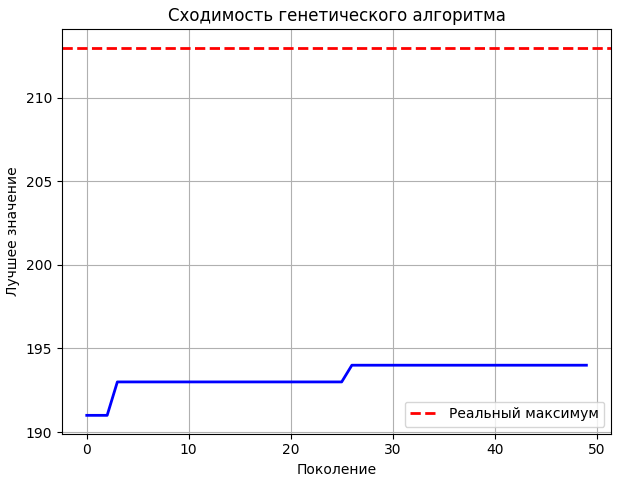 Сходимость генетического алгоритма
Лучшее значение
210
205
200
195
190
0 10 20 30 40 50
Поколение
Реальный максимум